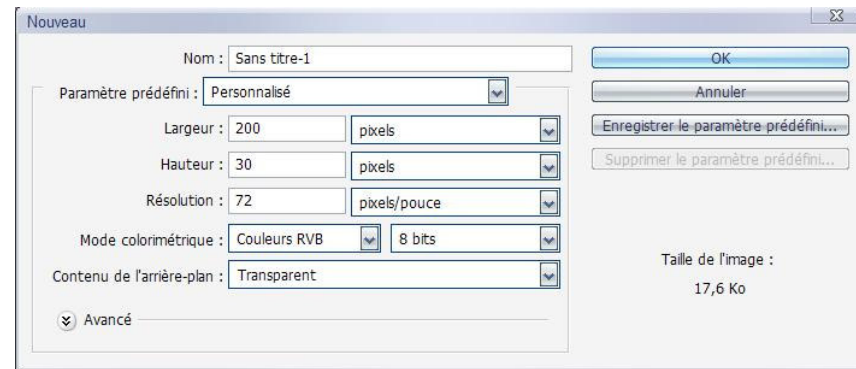 Nouveau
Nom : Sans titre-1
OK
Paramètre prédéfini : Personnalisé
Annuler
Largeur : 200 pixels
Enregistrer le paramètre prédéfini...
Hauteur : 30 pixels
Supprimer le paramètre prédéfini...
Résolution : 72 pixels/pouce
Mode colorimétrique : Couleurs RVB 8 bits
Contenu de l'arrière-plan : Transparent
Taille de l'image :
17,6 Ko
Avancé